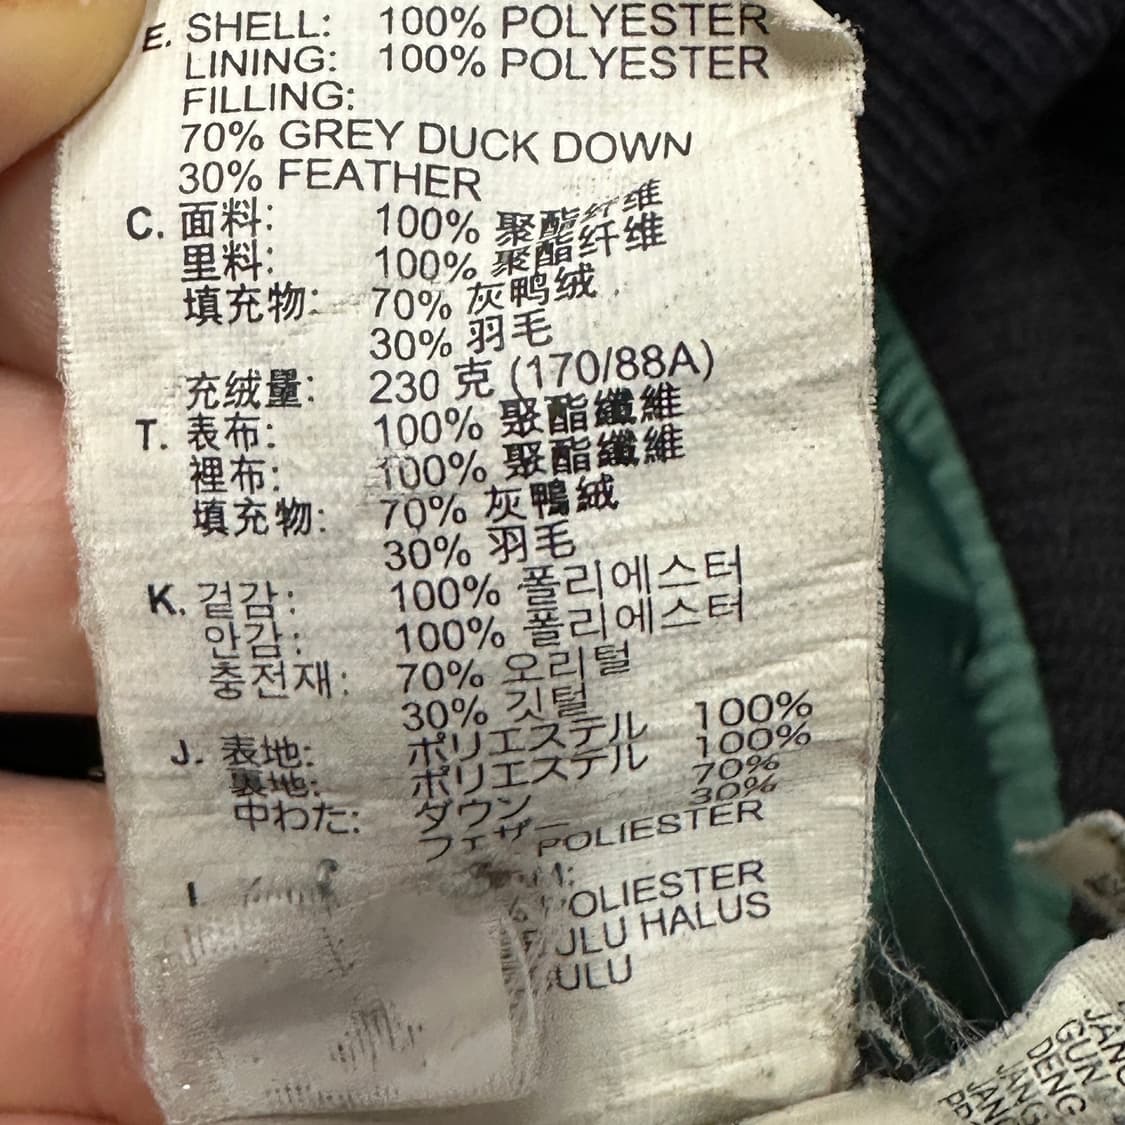 E. SHELL: 100% POLYESTER
LINING: 100% POLYESTER
FILLING:
70% GREY DUCK DOWN
30% FEATHER
C. 面料: 100% 聚酯纤维
里料: 100% 聚酯纤维
填充物: 70% 灰鸭绒
30% 羽毛
充绒量: 230 克 (170/88A)
T. 表布: 100% 聚酯纖維
裡布: 100% 聚酯纖維
填充物: 70% 灰鴨絨
30% 羽毛
K. 겉감: 100% 폴리에스터
안감: 100% 폴리에스터
충전재: 70% 오리털
30% 깃털
J. 表地: ポリエステル 100%
裏地: ポリエステル 100%
中わた: ダウン 70%
フェザー 30%
POLIESTER
HALUS
JANG
DENG